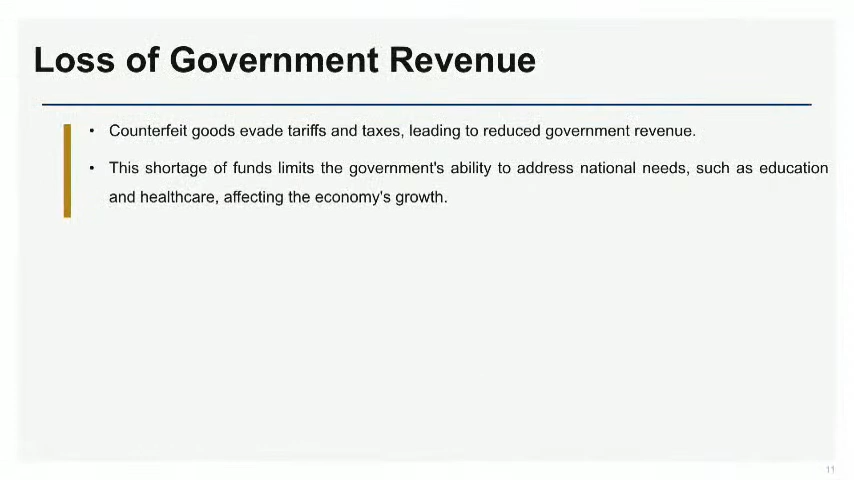 Loss of Government Revenue
• Counterfeit goods evade tariffs and taxes, leading to reduced government revenue.
• This shortage of funds limits the government's ability to address national needs, such as education
and healthcare, affecting the economy's growth.
11